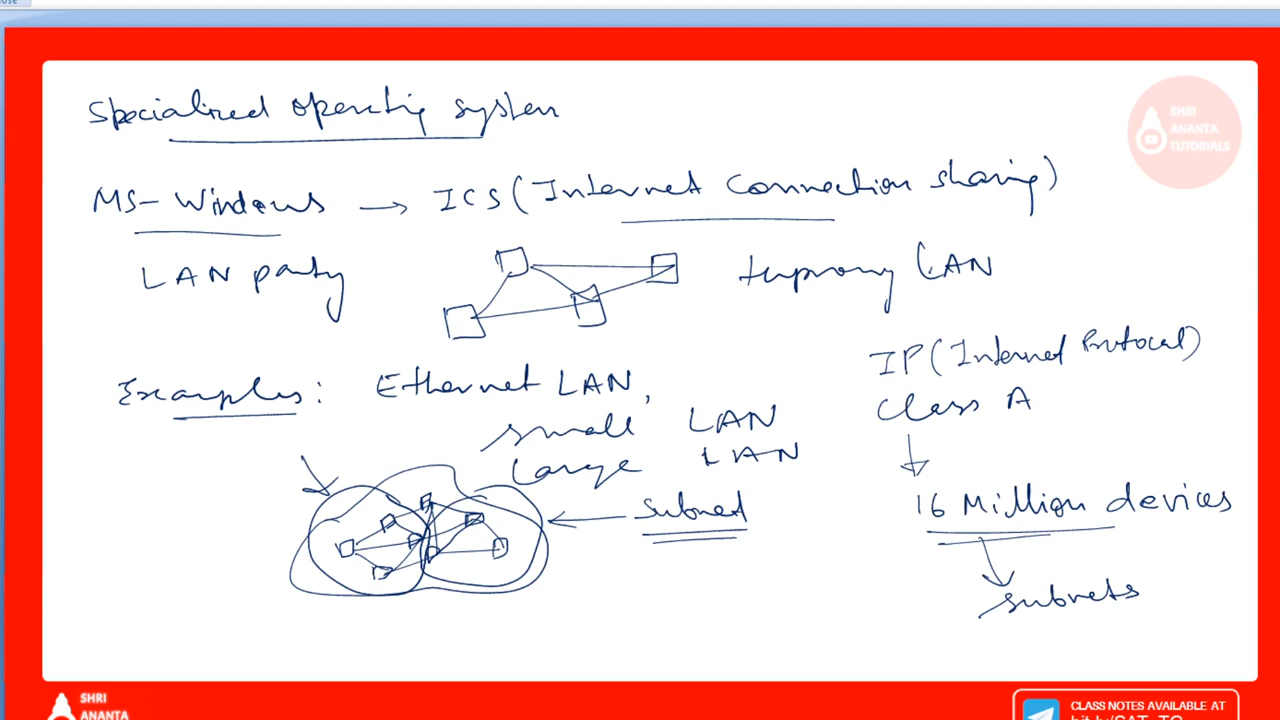 SHRI
ANANTA
TUTORIALS
Specialized operating system
MS-Windows → ICS (Internet Connection sharing)
LAN party
temporary LAN
Examples: Ethernet LAN,
small LAN
large LAN
subnet
IP (Internet Protocol)
Class A
16 Million devices
subnets
SHRI
ANANTA
CLASS NOTES AVAILABLE AT